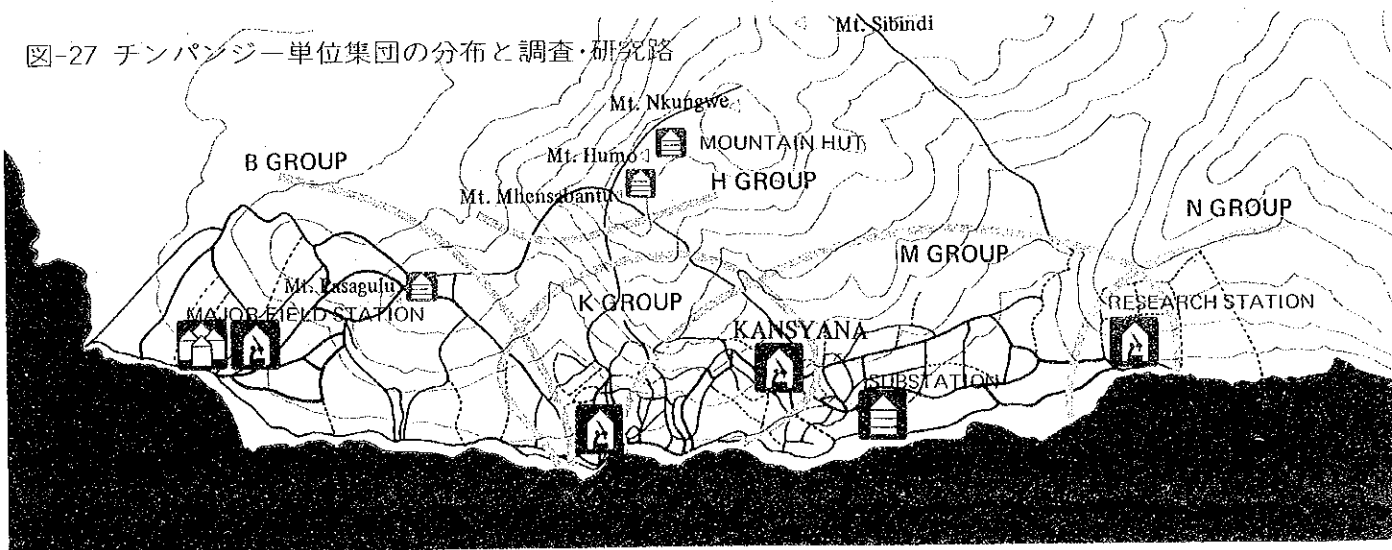 図-27 チンパンジー単位集団の分布と調査・研究路
Mt. Sibindi
Mt. Nkungwe
MOUNTAIN HUT
B GROUP
Mt. Humo
H GROUP
Mt. Mhensabantu
N GROUP
M GROUP
Mt. Pasagulu
K GROUP
RESEARCH STATION
MAJOR FIELD STATION
KANSYANA
SUBSTATION